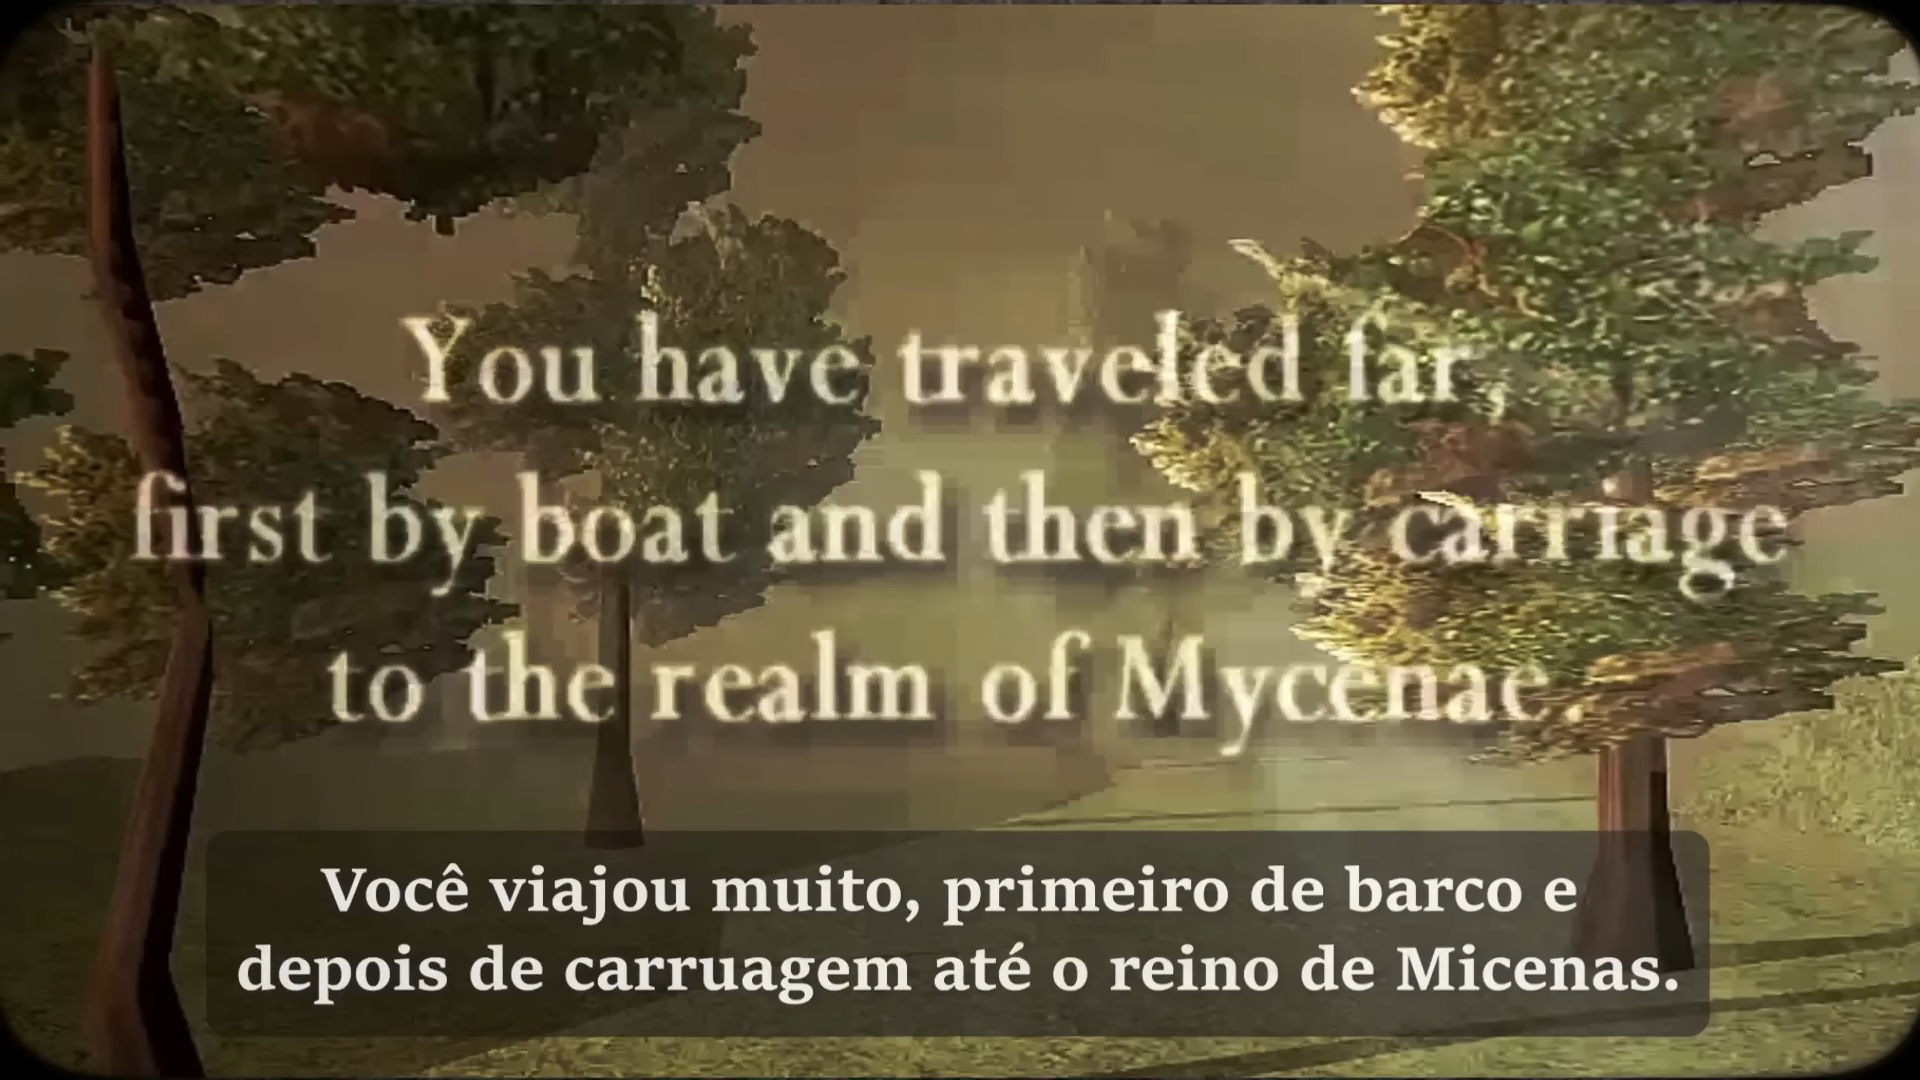 You have traveled far,
first by boat and then by carriage
to the realm of Mycenae.
Você viajou muito, primeiro de barco e
depois de carruagem até o reino de Micenas.